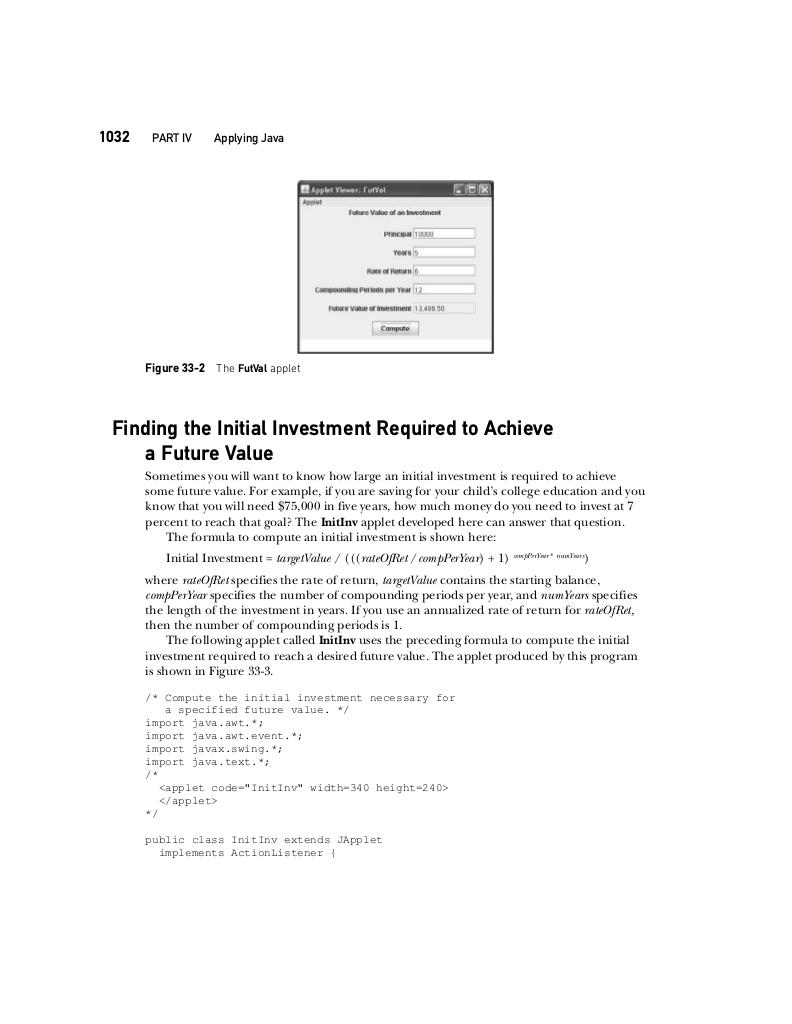 1032 PART IV Applying Java
Applet Viewer: FutVal
Applet
Future Value of an Investment
Principal 10000
Years 5
Rate of Return 6
Compounding Periods per Year 12
Future Value of Investment 13,488.50
Compute
Figure 33-2 The FutVal applet
Finding the Initial Investment Required to Achieve
a Future Value
Sometimes you will want to know how large an initial investment is required to achieve
some future value. For example, if you are saving for your child's college education and you
know that you will need $75,000 in five years, how much money do you need to invest at 7
percent to reach that goal? The InitInv applet developed here can answer that question.
The formula to compute an initial investment is shown here:
Initial Investment = targetValue / (((rateOfRet / compPerYear) + 1) compPerYear * numYears)
where rateOfRet specifies the rate of return, targetValue contains the starting balance,
compPerYear specifies the number of compounding periods per year, and numYears specifies
the length of the investment in years. If you use an annualized rate of return for rateOfRet,
then the number of compounding periods is 1.
The following applet called InitInv uses the preceding formula to compute the initial
investment required to reach a desired future value. The applet produced by this program
is shown in Figure 33-3.
/* Compute the initial investment necessary for
a specified future value. */
import java.awt.*;
import java.awt.event.*;
import javax.swing.*;
import java.text.*;
/*
<applet code="InitInv" width=340 height=240>
</applet>
*/
public class InitInv extends JApplet
implements ActionListener {